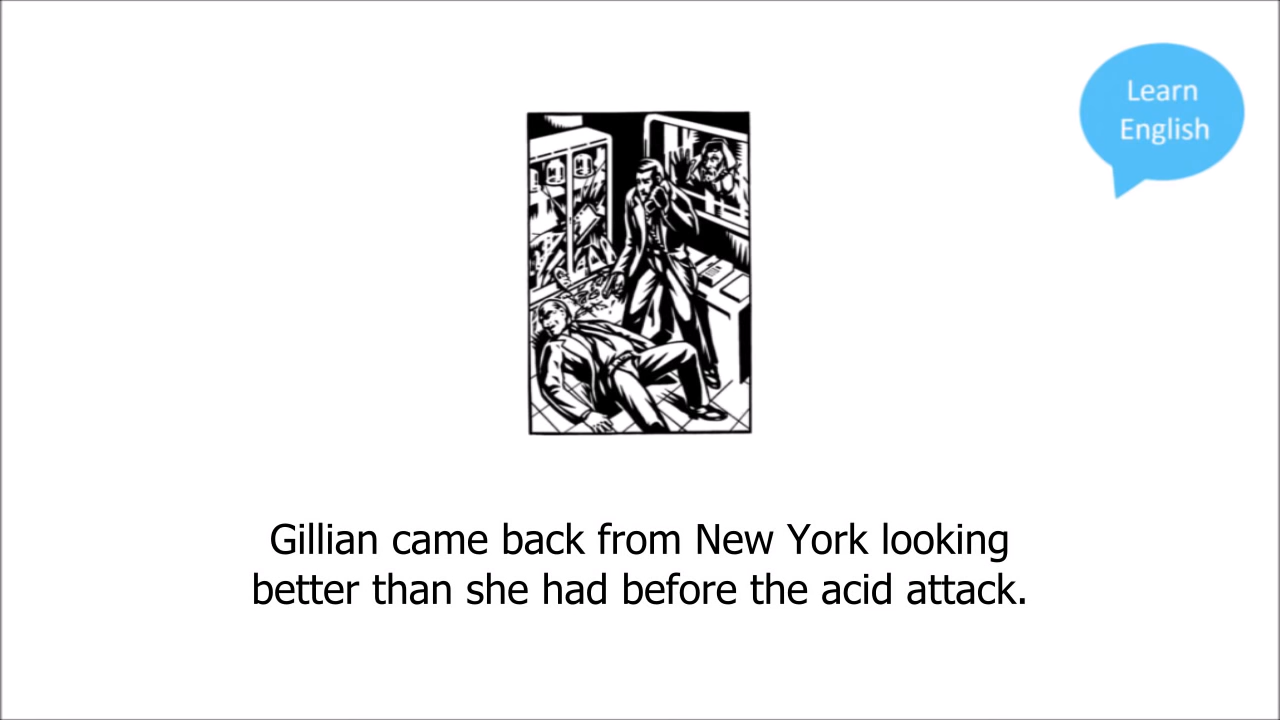 Learn
English
Gillian came back from New York looking
better than she had before the acid attack.